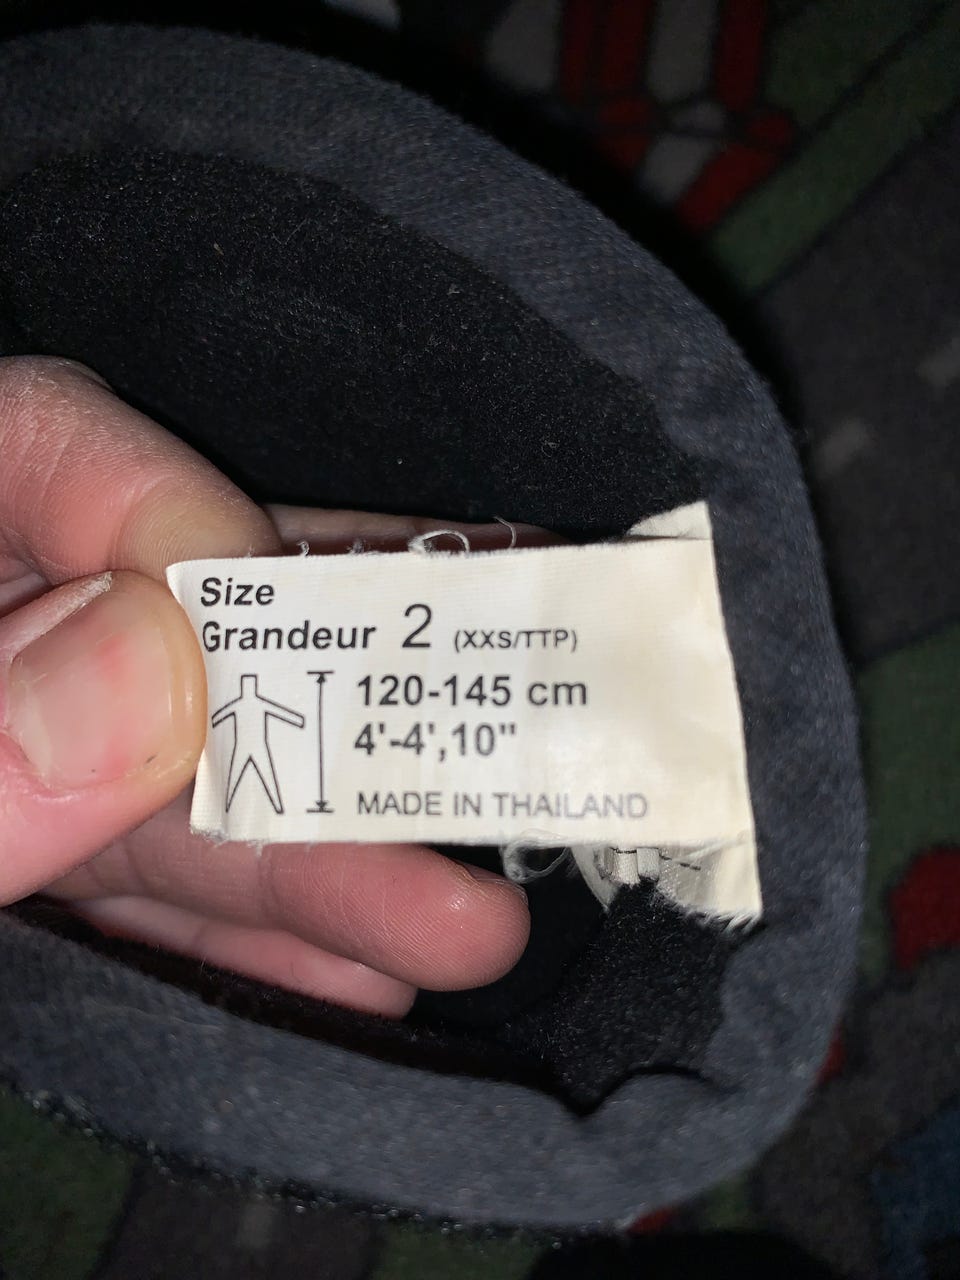 Size
Grandeur 2 (XXS/TTP)
120-145 cm
4'-4',10"
MADE IN THAILAND